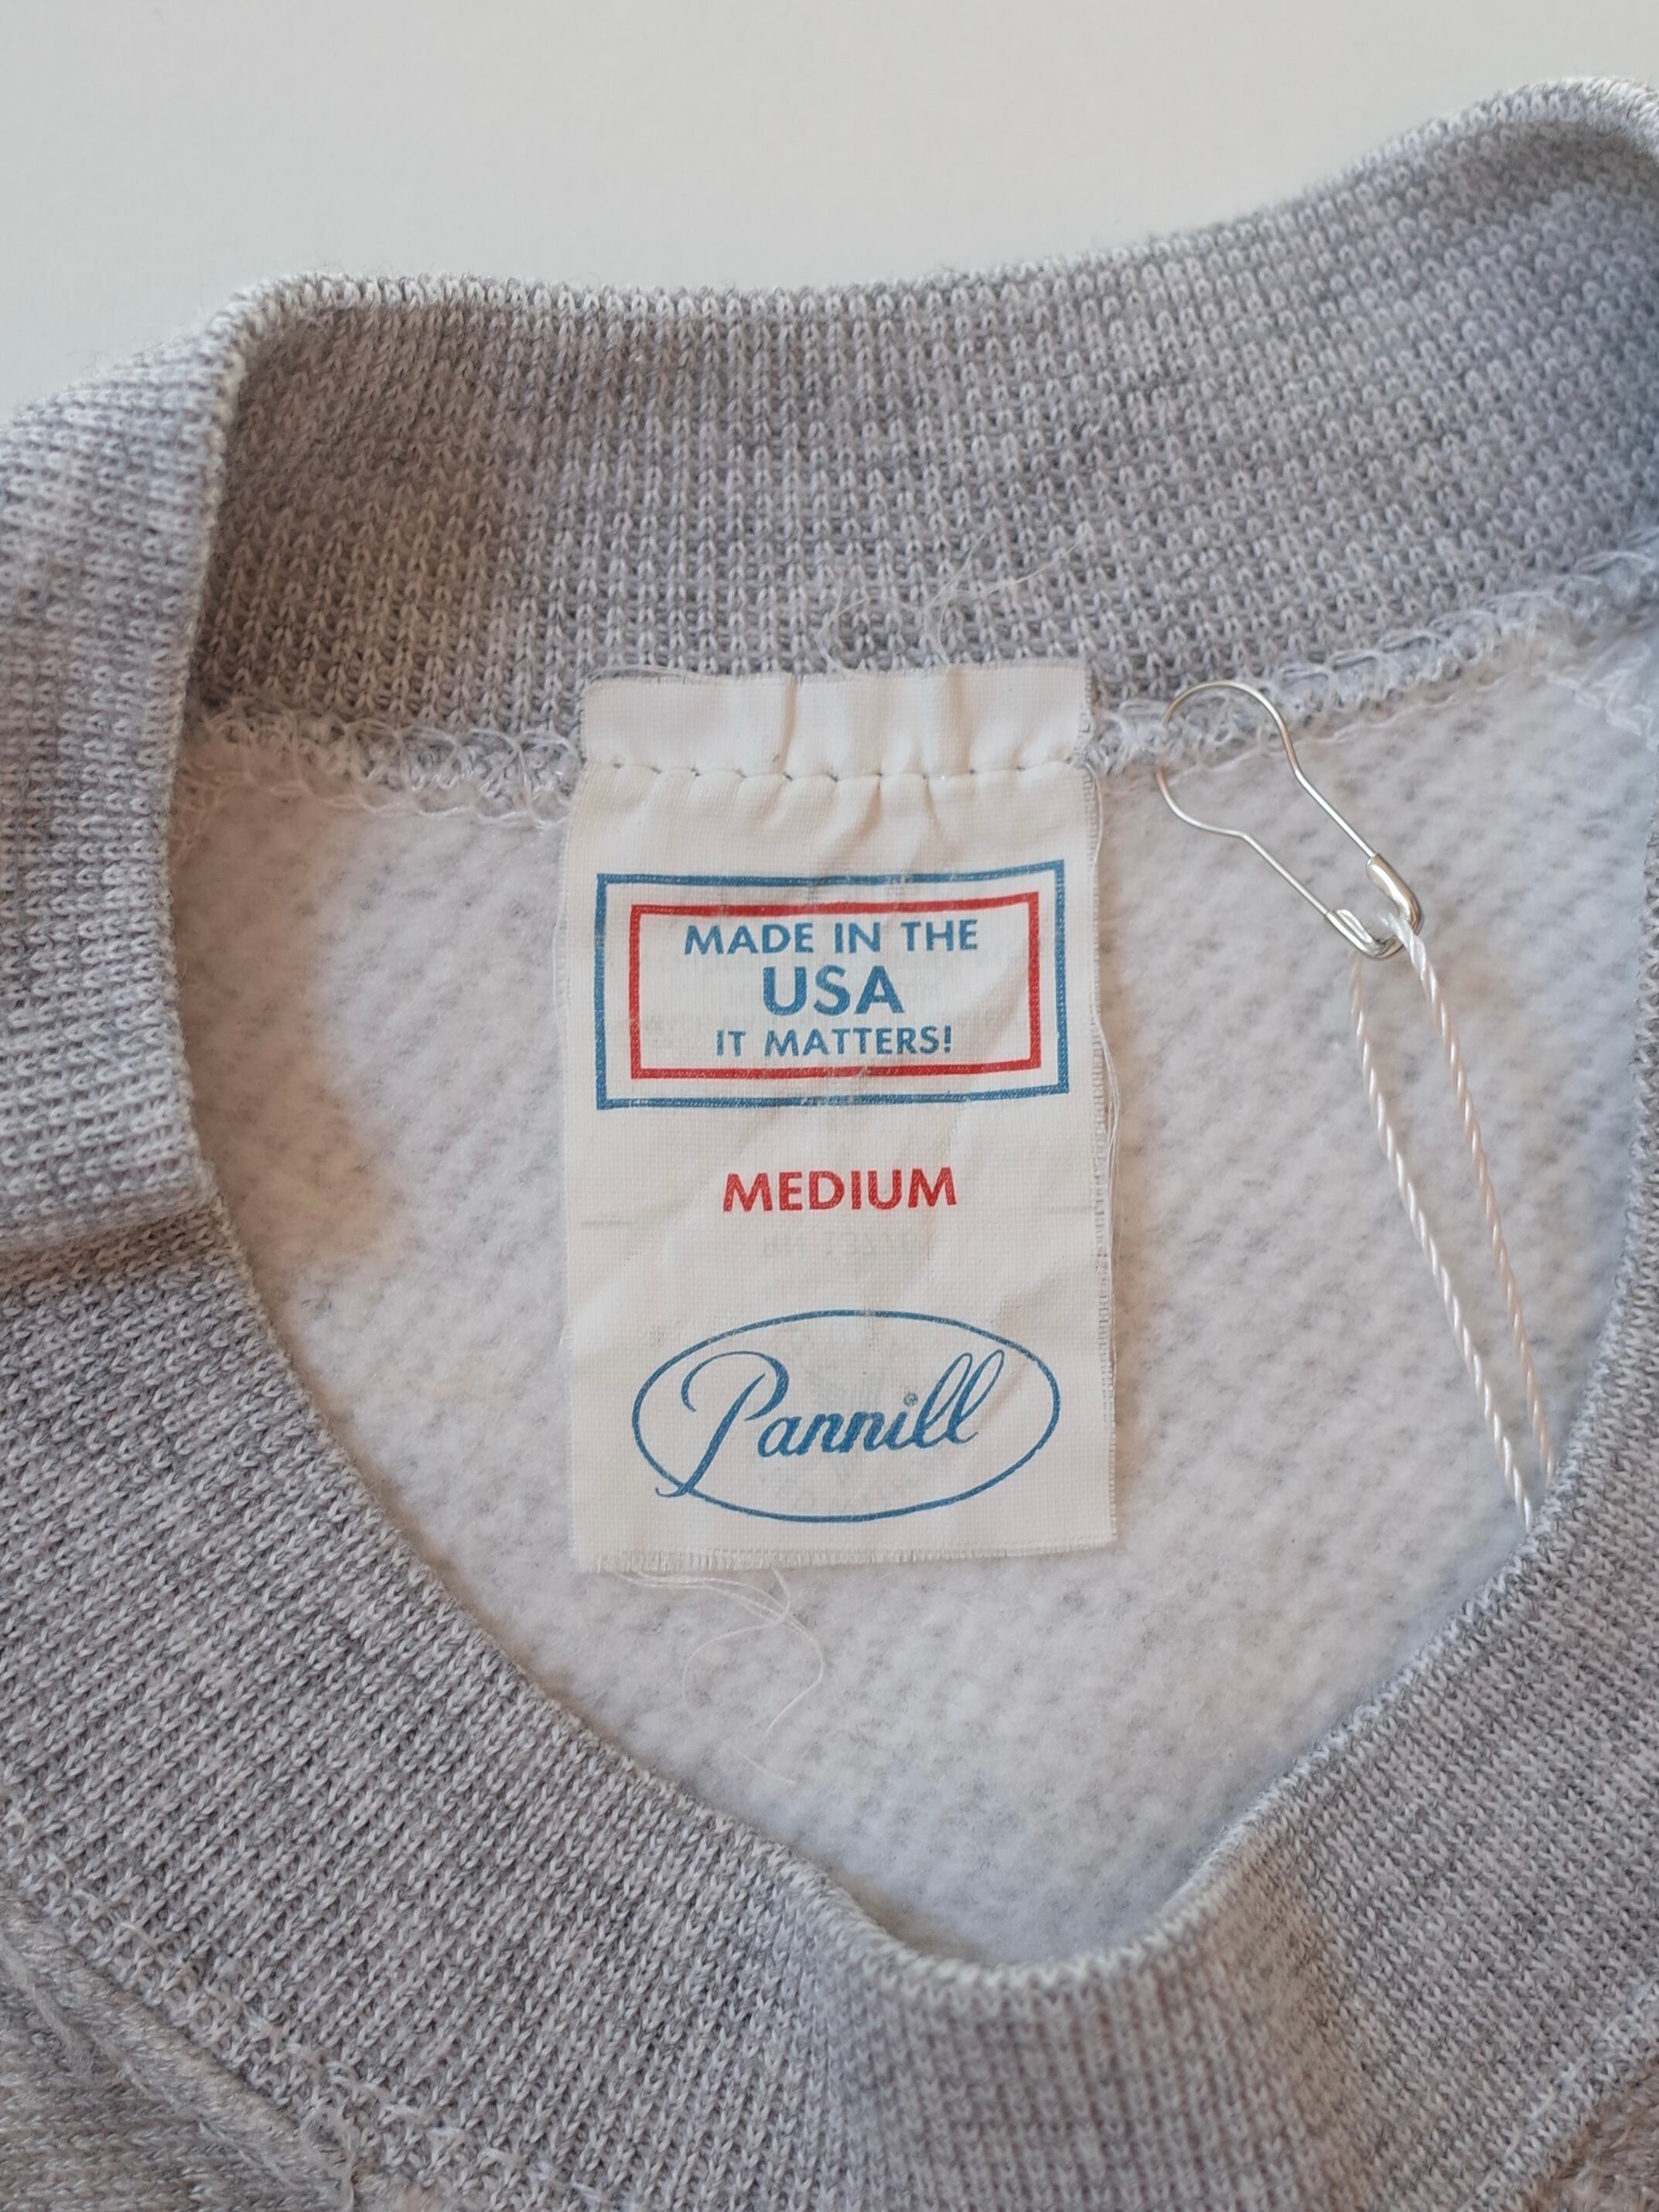 MADE IN THE
USA
IT MATTERS!
MEDIUM
Pannill